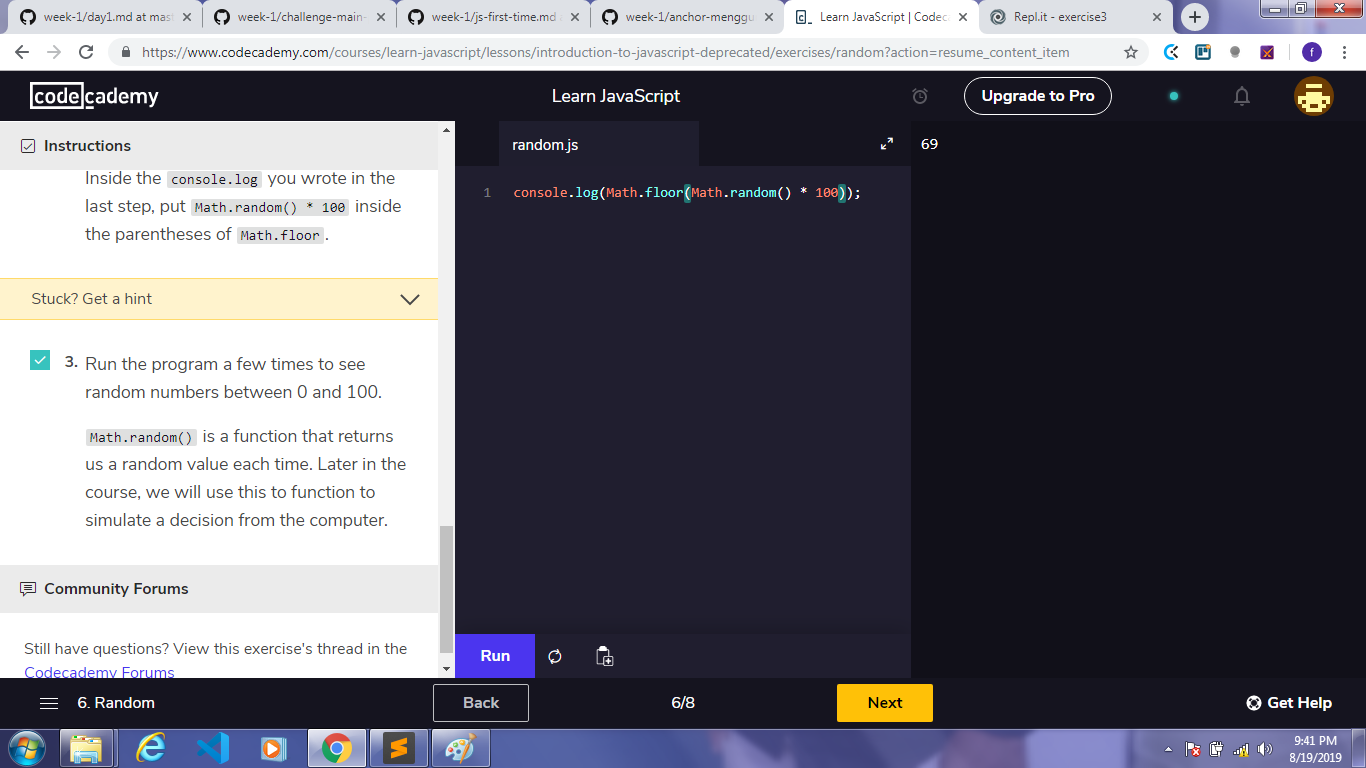 week-1/day1.md at mast
week-1/challenge-main-
week-1/js-first-time.md
week-1/anchor-menggu
Learn JavaScript | Codec
Repl.it - exercise3
https://www.codecademy.com/courses/learn-javascript/lessons/introduction-to-javascript-deprecated/exercises/random?action=resume_content_item
f
codecademy
Learn JavaScript
Upgrade to Pro
Instructions
Inside the console.log you wrote in the
last step, put Math.random() * 100 inside
the parentheses of Math.floor.
Stuck? Get a hint
3. Run the program a few times to see
random numbers between 0 and 100.
Math.random() is a function that returns
us a random value each time. Later in the
course, we will use this to function to
simulate a decision from the computer.
Community Forums
Still have questions? View this exercise's thread in the
Codecademy Forums
random.js
1 console.log(Math.floor(Math.random() * 100));
69
Run
6. Random
Back
6/8
Next
Get Help
9:41 PM
8/19/2019